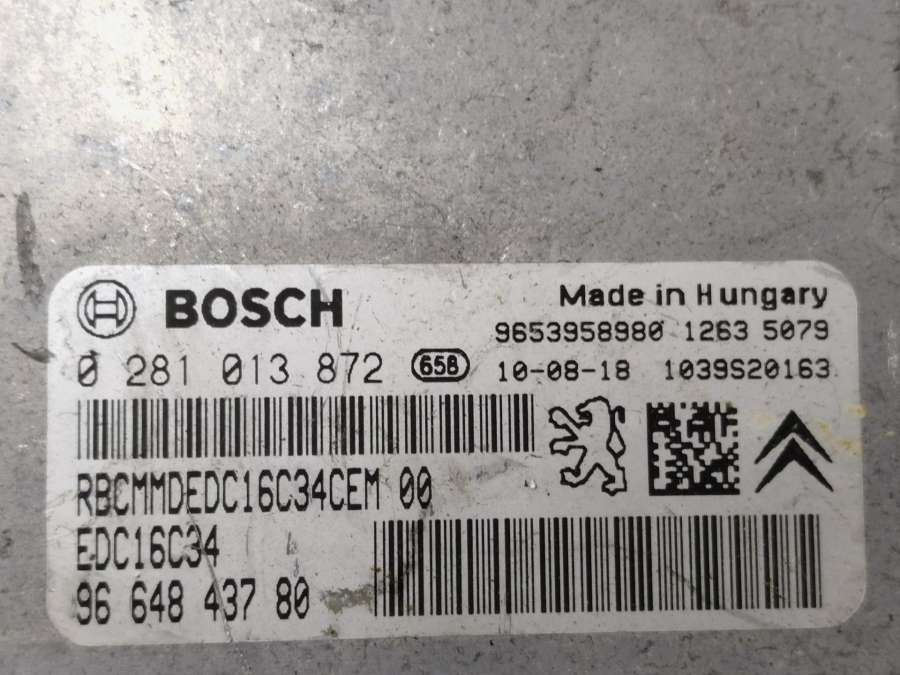 BOSCH
Made in Hungary
9653958980 1263 5079
0 281 013 872 658 10-08-18 1039S20163
RBCMMDEDC16C34CEM 00
EDC16C34
96 648 437 80